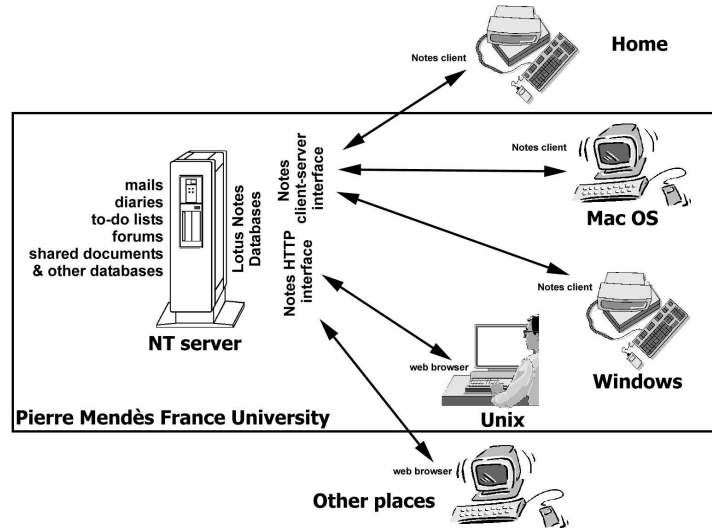 Notes client
Home
mails
diaries
to-do lists
forums
shared documents
& other databases
Lotus Notes
Databases
NT server
Notes
client-server
interface
Notes HTTP
interface
Notes client
Mac OS
Notes client
Windows
web browser
Unix
Pierre Mendès France University
web browser
Other places